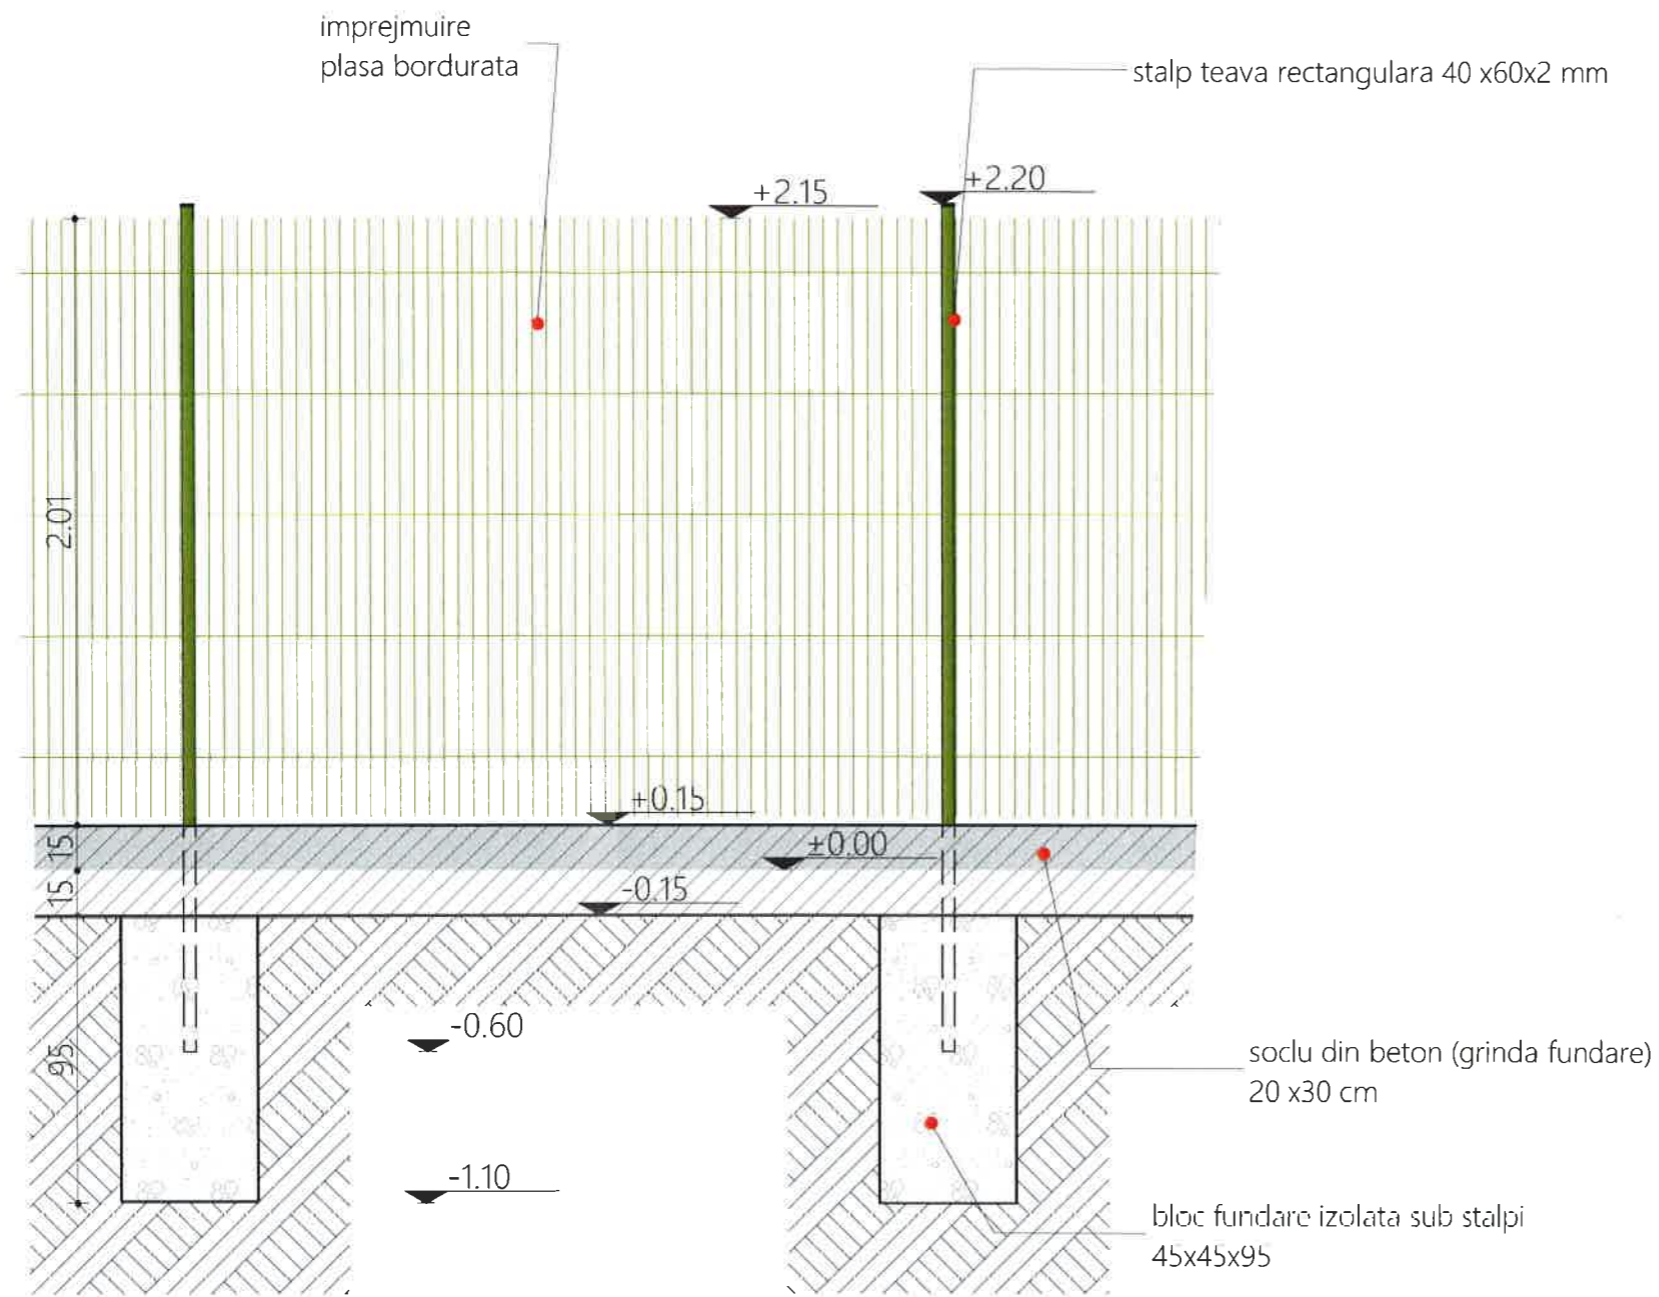 imprejmuire
plasa bordurata
stalp teava rectangulara 40 x60x2 mm
+2.20
+2.15
2.01
+0.15
15
±0.00
15
-0.15
-0.60
95
soclu din beton (grinda fundare)
20 x30 cm
-1.10
bloc fundare izolata sub stalpi
45x45x95